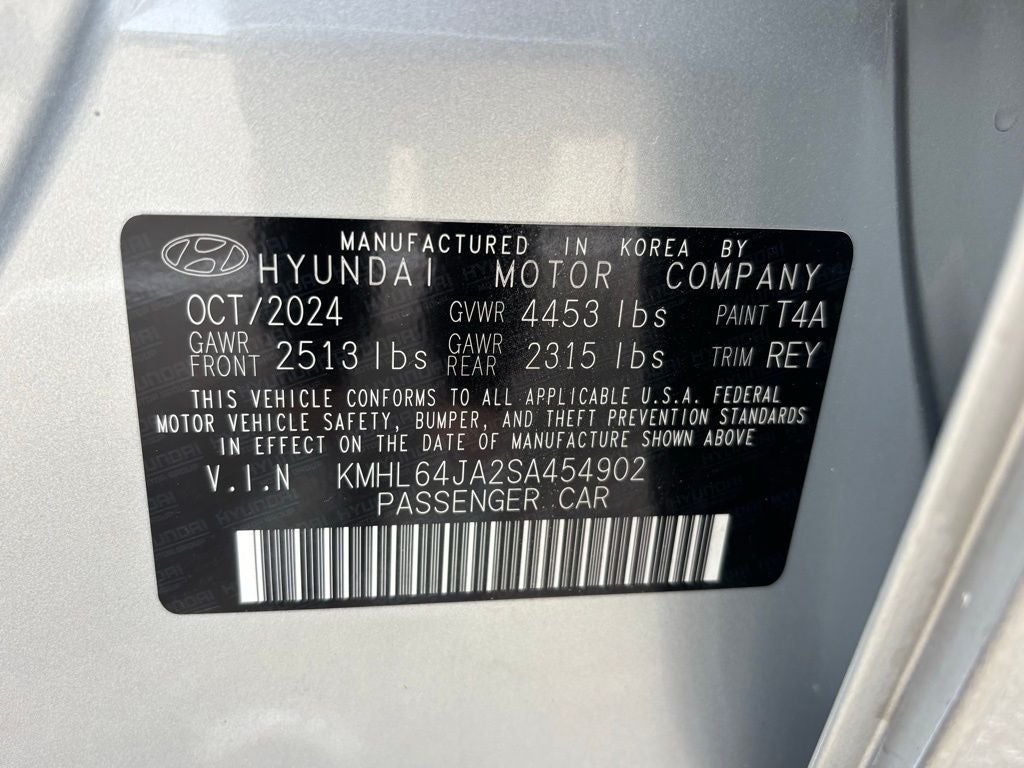 MANUFACTURED IN KOREA BY
HYUNDAI MOTOR COMPANY
OCT/2024 GVWR 4453 lbs PAINT T4A
GAWR FRONT 2513 lbs GAWR REAR 2315 lbs TRIM REY
THIS VEHICLE CONFORMS TO ALL APPLICABLE U.S.A. FEDERAL
MOTOR VEHICLE SAFETY, BUMPER, AND THEFT PREVENTION STANDARDS
IN EFFECT ON THE DATE OF MANUFACTURE SHOWN ABOVE
V.I.N KMHL64JA2SA454902
PASSENGER CAR